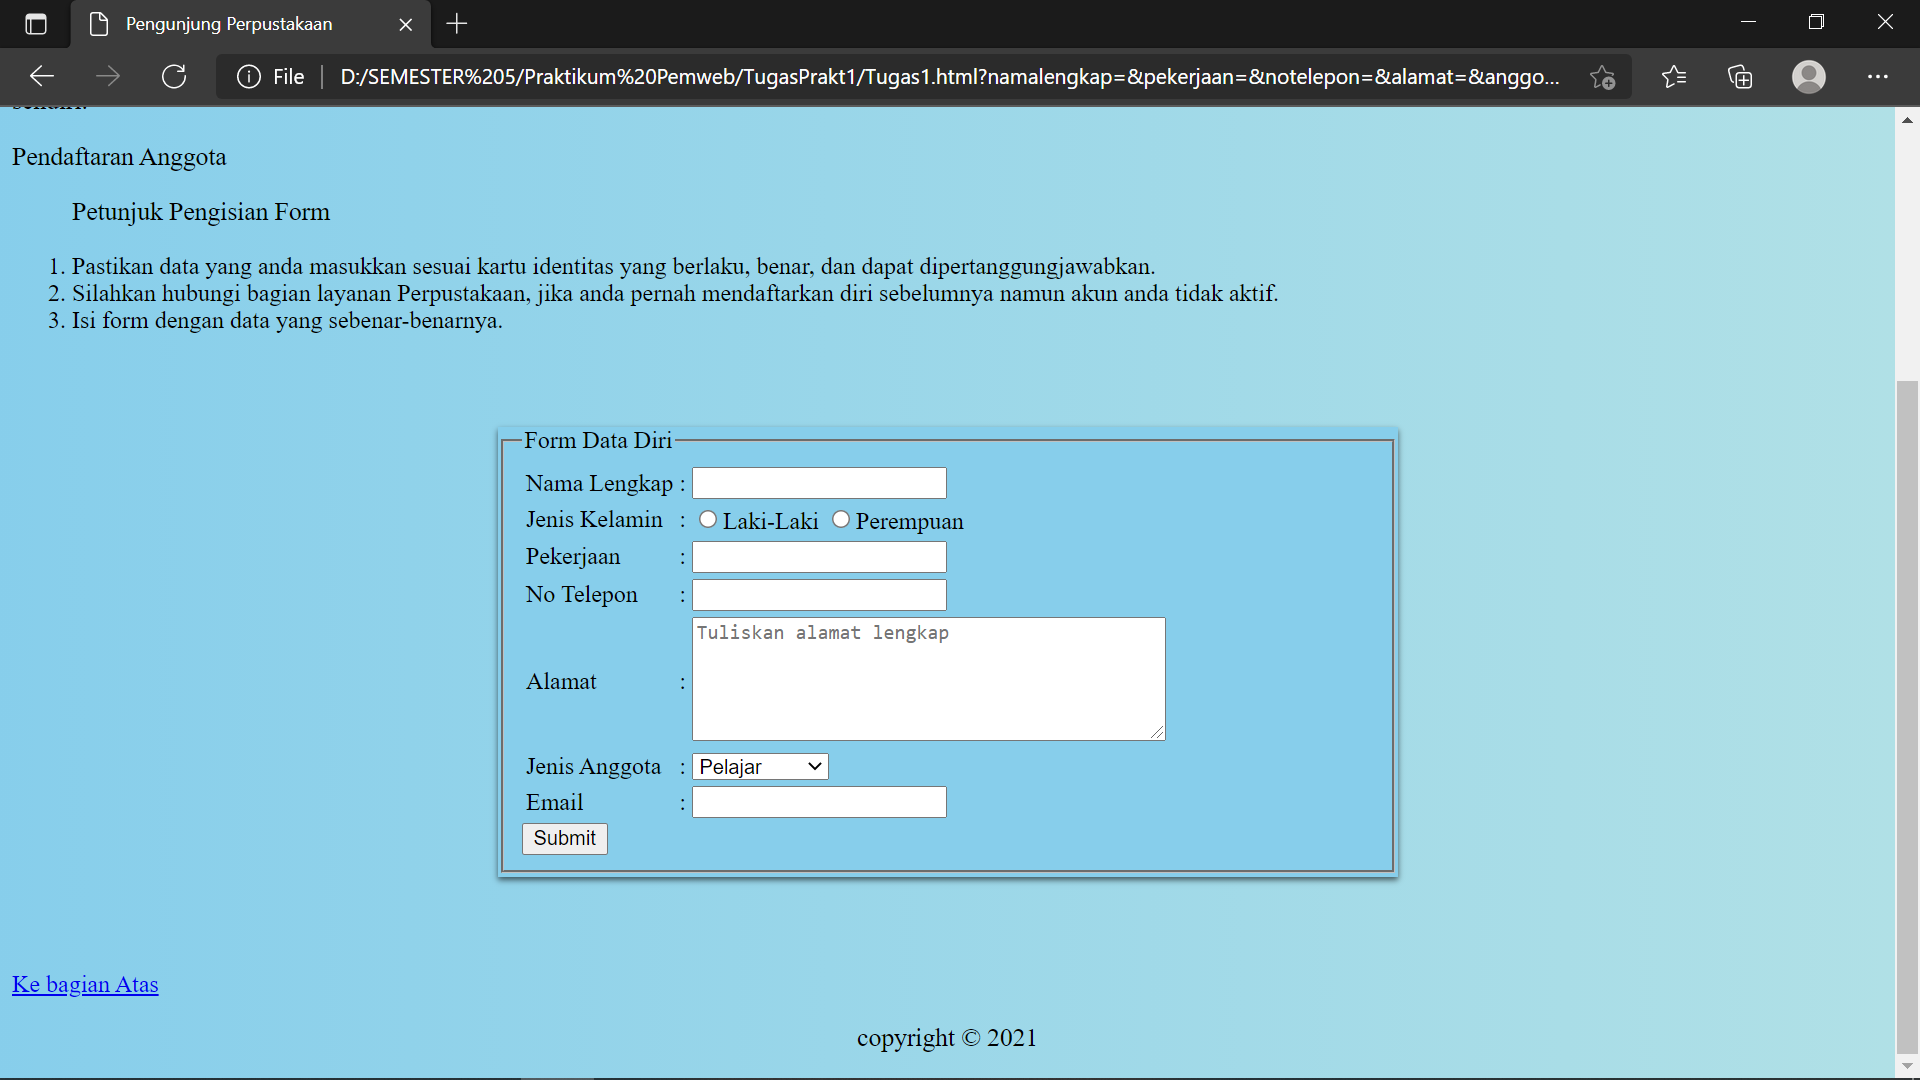 Pengunjung Perpustakaan
File
D:/SEMESTER%205/Praktikum%20Pemweb/TugasPrakt1/Tugas1.html?namalengkap=&pekerjaan=&notelepon=&alamat=&anggo...
Pendaftaran Anggota
Petunjuk Pengisian Form
1. Pastikan data yang anda masukkan sesuai kartu identitas yang berlaku, benar, dan dapat dipertanggungjawabkan.
2. Silahkan hubungi bagian layanan Perpustakaan, jika anda pernah mendaftarkan diri sebelumnya namun akun anda tidak aktif.
3. Isi form dengan data yang sebenar-benarnya.
Form Data Diri
Nama Lengkap :
Jenis Kelamin : Laki-Laki Perempuan
Pekerjaan :
No Telepon :
Tuliskan alamat lengkap
Alamat :
Jenis Anggota : Pelajar
Email :
Submit
Ke bagian Atas
copyright © 2021